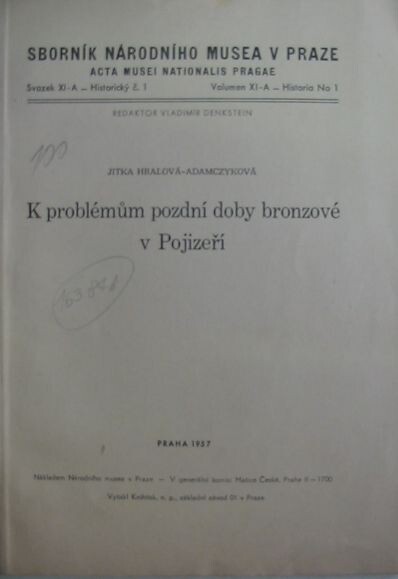 SBORNÍK NÁRODNÍHO MUSEA V PRAZE
ACTA MUSEI NATIONALIS PRAGAE
Svazek XI-A — Historický č. 1 Volumen XI-A — Historia No 1
REDAKTOR VLADIMÍR DENKSTEIN
100
JITKA HRALOVÁ-ADAMCZYKOVÁ
K problémům pozdní doby bronzové
v Pojizeří
PRAHA 1957
Nákladem Národního musea v Praze — V generální komisi Matice Česká, Praha II – 1700
Vytiskl Knihtisk, n. p., základní závod 01 v Praze